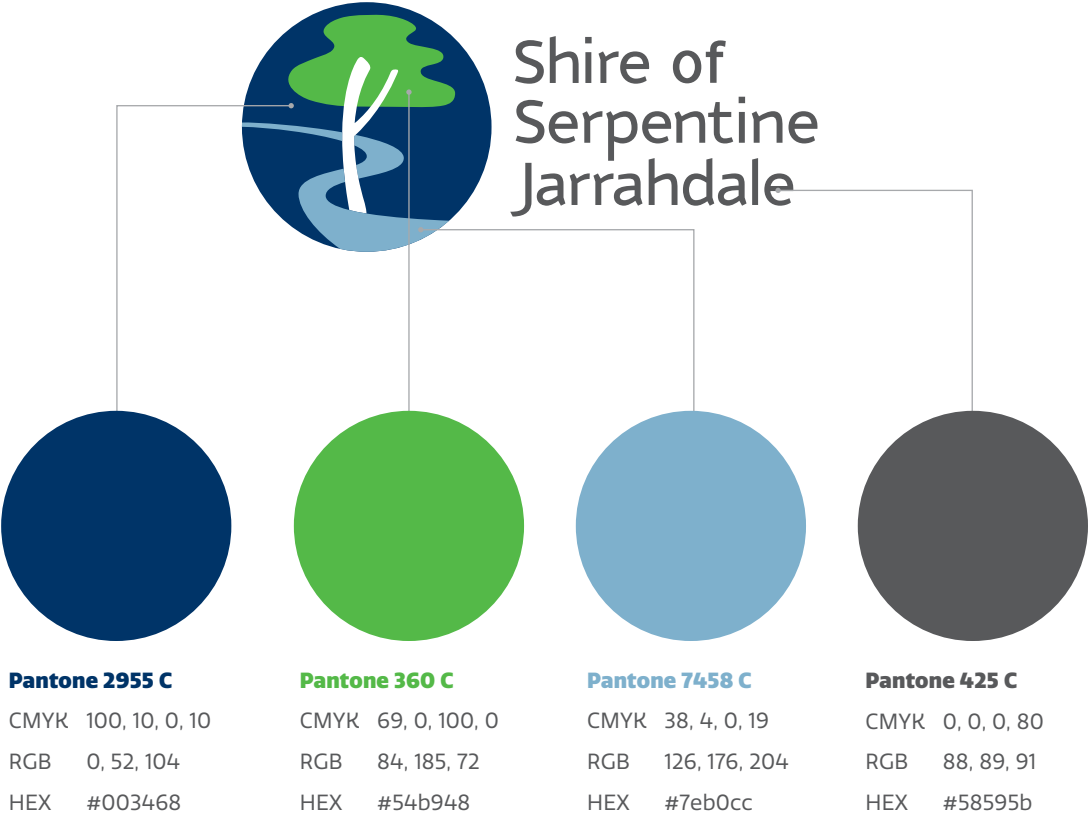 Shire of
Serpentine
Jarrahdale
Pantone 2955 C
CMYK 100, 10, 0, 10
RGB 0, 52, 104
HEX #003468
Pantone 360 C
CMYK 69, 0, 100, 0
RGB 84, 185, 72
HEX #54b948
Pantone 7458 C
CMYK 38, 4, 0, 19
RGB 126, 176, 204
HEX #7eb0cc
Pantone 425 C
CMYK 0, 0, 0, 80
RGB 88, 89, 91
HEX #58595b